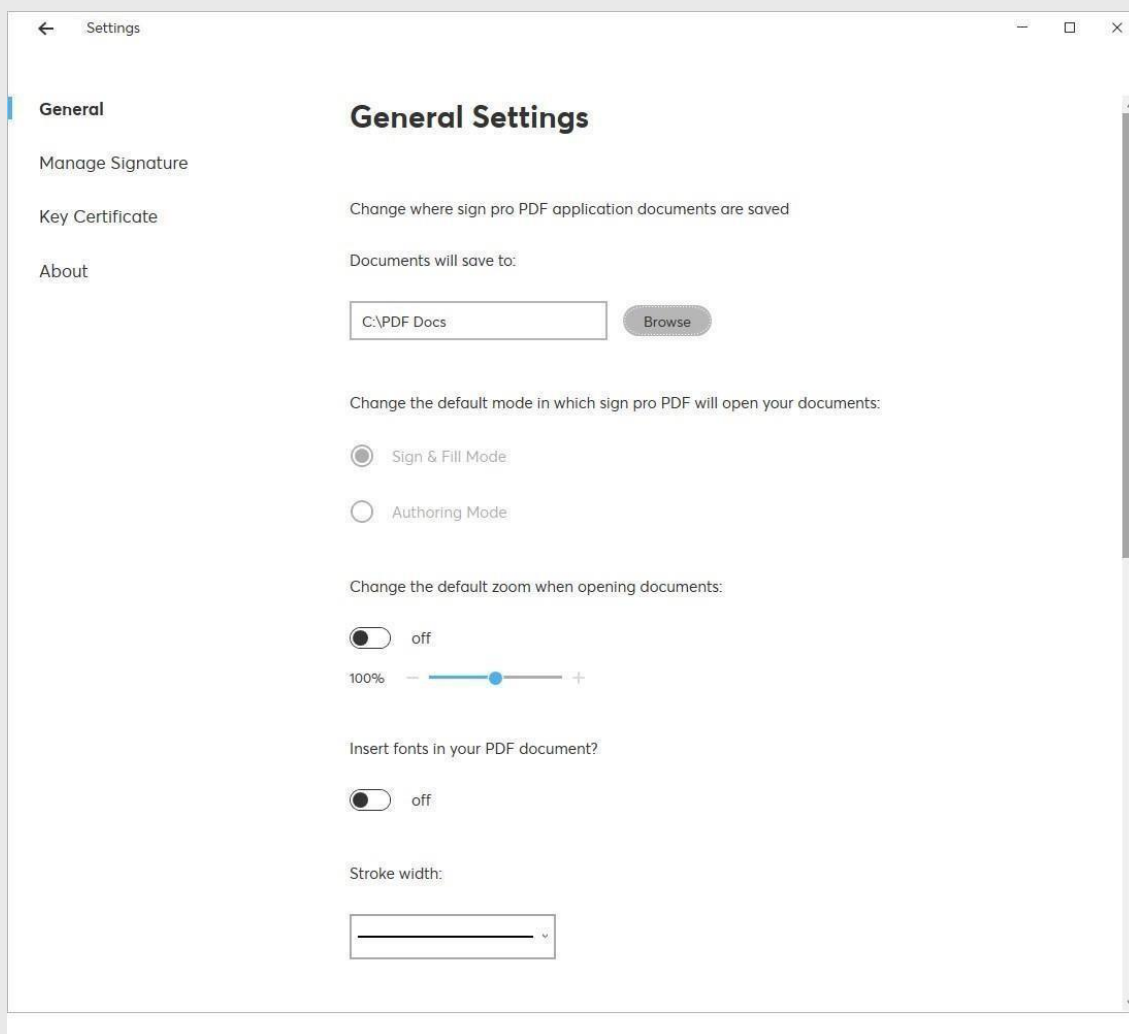 Settings
General
Manage Signature
Key Certificate
About
General Settings
Change where sign pro PDF application documents are saved
Documents will save to:
C:\PDF Docs
Browse
Change the default mode in which sign pro PDF will open your documents:
Sign & Fill Mode
Authoring Mode
Change the default zoom when opening documents:
off
100%
Insert fonts in your PDF document?
off
Stroke width: